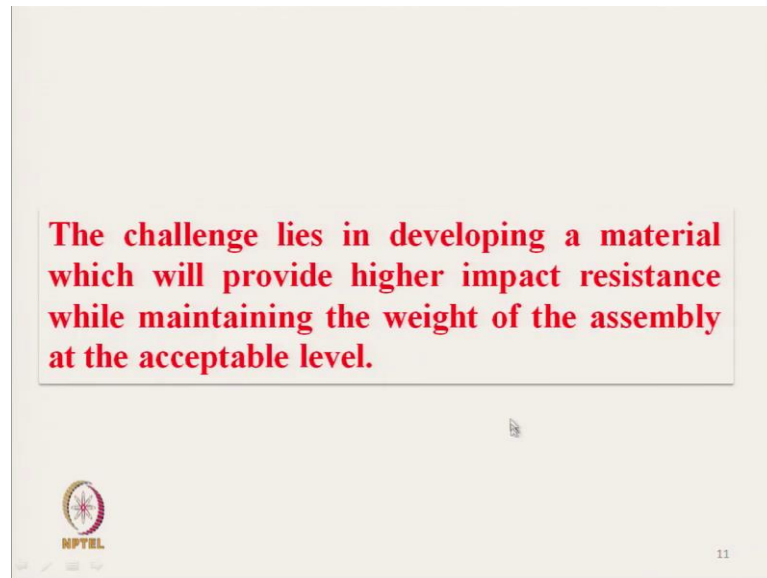 The challenge lies in developing a material
which will provide higher impact resistance
while maintaining the weight of the assembly
at the acceptable level.
NPTEL
11